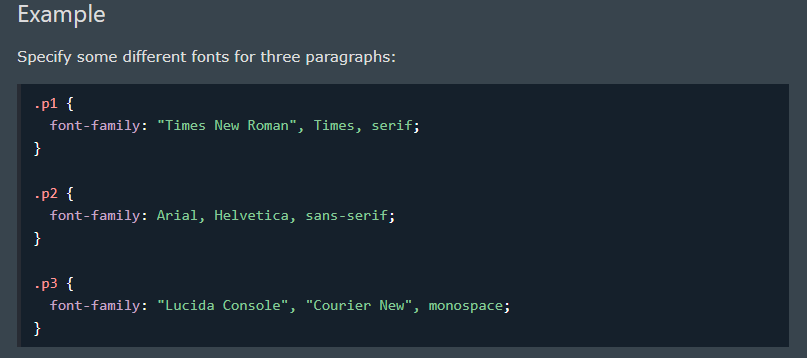 Example
Specify some different fonts for three paragraphs:
.p1 {
  font-family: "Times New Roman", Times, serif;
}
.p2 {
  font-family: Arial, Helvetica, sans-serif;
}
.p3 {
  font-family: "Lucida Console", "Courier New", monospace;
}